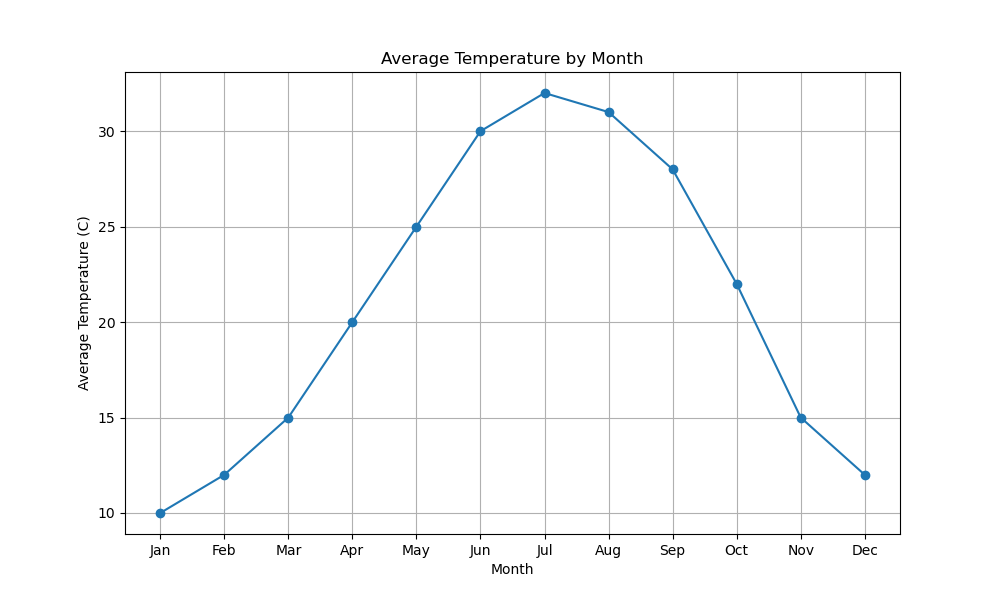 Average Temperature by Month
Average Temperature (C)
30
25
20
15
10
Jan Feb Mar Apr May Jun Jul Aug Sep Oct Nov Dec
Month